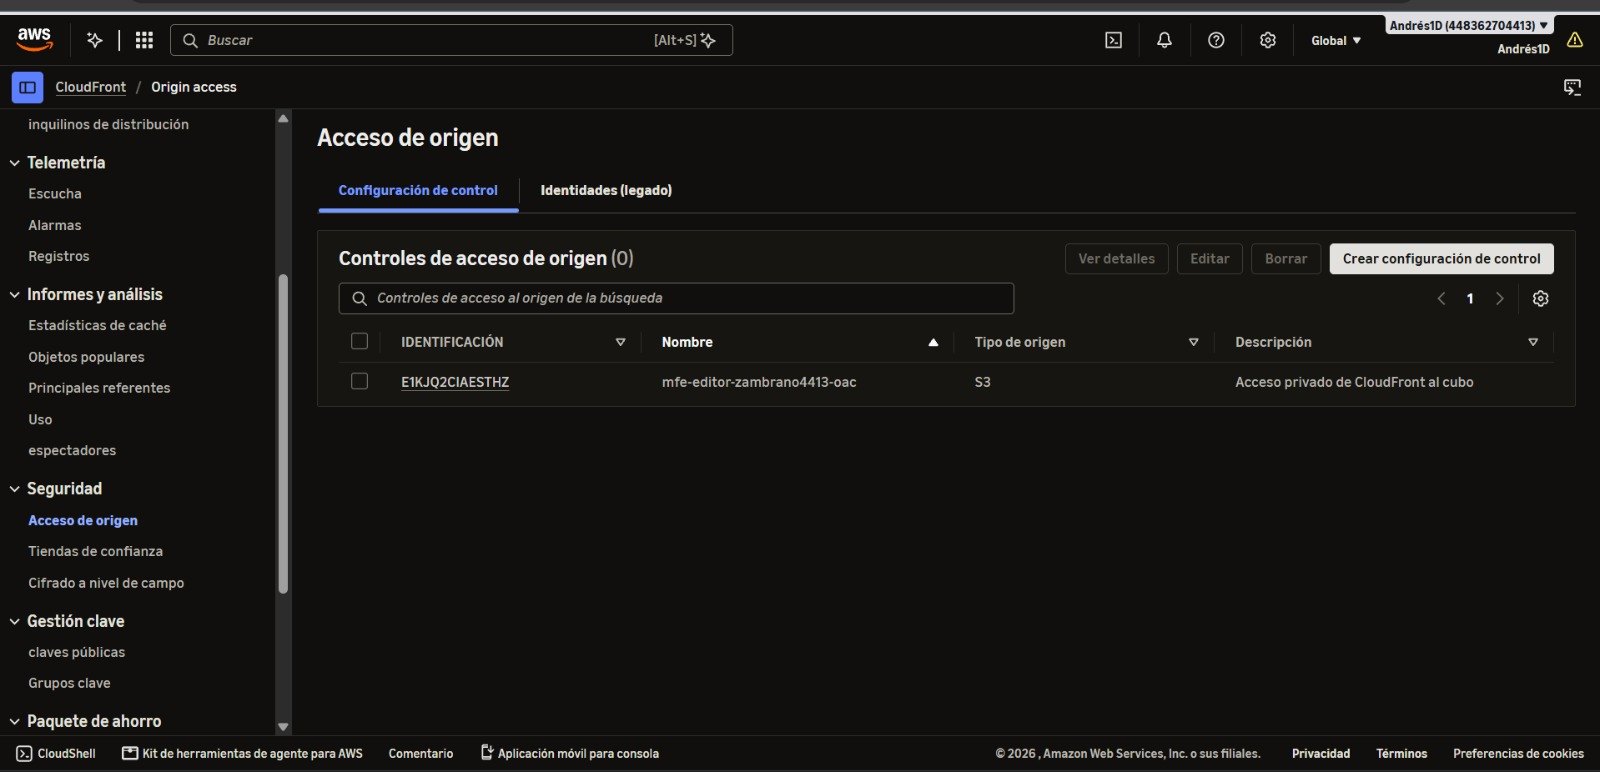 aws
Buscar [Alt+S]
Global
Andrés1D (448362704413)
Andrés1D
CloudFront / Origin access
inquilinos de distribución
Telemetría
Escucha
Alarmas
Registros
Informes y análisis
Estadísticas de caché
Objetos populares
Principales referentes
Uso
espectadores
Seguridad
Acceso de origen
Tiendas de confianza
Cifrado a nivel de campo
Gestión clave
claves públicas
Grupos clave
Paquete de ahorro
Acceso de origen
Configuración de control
Identidades (legado)
Controles de acceso de origen (0)
Ver detalles
Editar
Borrar
Crear configuración de control
Controles de acceso al origen de la búsqueda
1
IDENTIFICACIÓN Nombre Tipo de origen Descripción
E1KJQ2CIAESTHZ mfe-editor-zambrano4413-oac S3 Acceso privado de CloudFront al cubo
CloudShell Kit de herramientas de agente para AWS Comentario Aplicación móvil para consola © 2026 , Amazon Web Services, Inc. o sus filiales. Privacidad Términos Preferencias de cookies